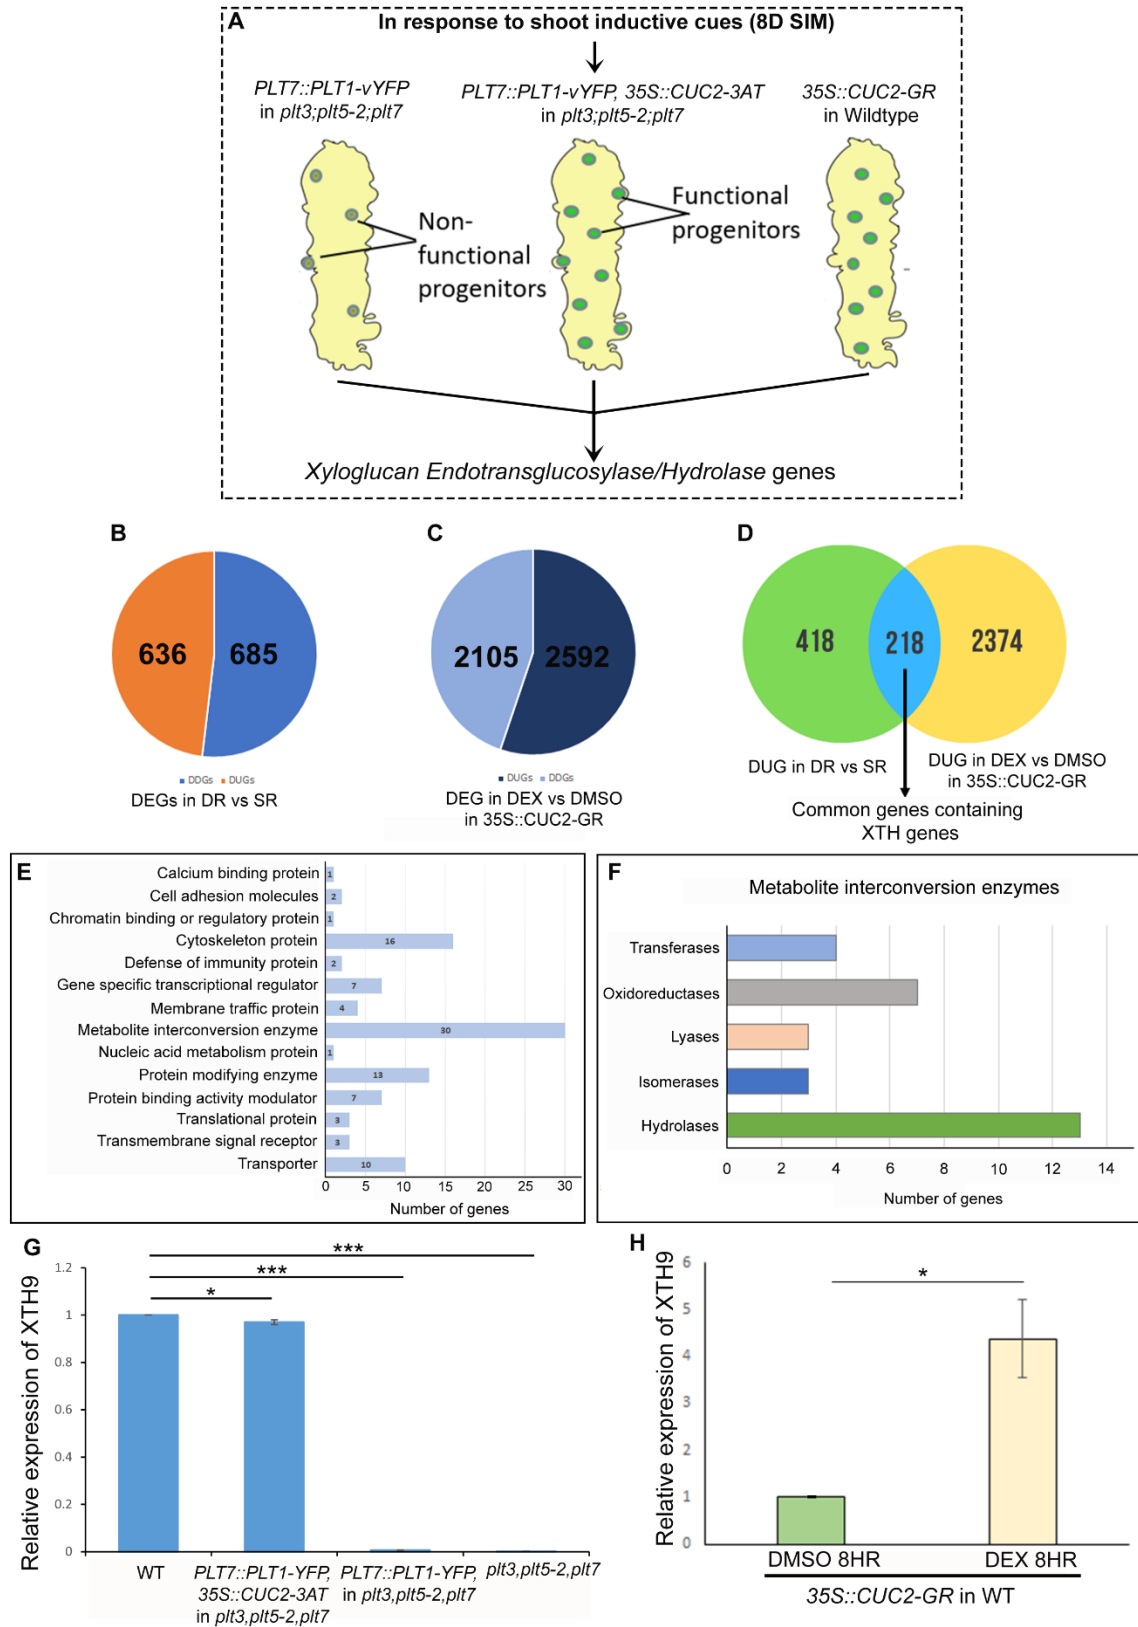 A
In response to shoot inductive cues (8D SIM)
PLT7::PLT1-vYFP
in plt3;plt5-2;plt7
PLT7::PLT1-vYFP, 35S::CUC2-3AT
in plt3;plt5-2;plt7
35S::CUC2-GR
in Wildtype
Non-
functional
progenitors
Functional
progenitors
Xyloglucan Endotransglucosylase/Hydrolase genes
B
636
685
DDGs DUGs
DEGs in DR vs SR
C
2105
2592
DUGs DDGs
DEG in DEX vs DMSO
in 35S::CUC2-GR
D
418
218
2374
DUG in DR vs SR
DUG in DEX vs DMSO
in 35S::CUC2-GR
Common genes containing
XTH genes
E
Calcium binding protein 1
Cell adhesion molecules 2
Chromatin binding or regulatory protein 1
Cytoskeleton protein 16
Defense of immunity protein 2
Gene specific transcriptional regulator 7
Membrane traffic protein 4
Metabolite interconversion enzyme 30
Nucleic acid metabolism protein 1
Protein modifying enzyme 13
Protein binding activity modulator 7
Translational protein 3
Transmembrane signal receptor 3
Transporter 10
0 5 10 15 20 25 30
Number of genes
F
Metabolite interconversion enzymes
Transferases
Oxidoreductases
Lyases
Isomerases
Hydrolases
0 2 4 6 8 10 12 14
Number of genes
G
Relative expression of XTH9
1.2
1
0.8
0.6
0.4
0.2
0
***
***
*
WT
PLT7::PLT1-YFP,
35S::CUC2-3AT
in plt3,plt5-2,plt7
PLT7::PLT1-YFP,
in plt3,plt5-2,plt7
plt3,plt5-2,plt7
H
Relative expression of XTH9
6
5
4
3
2
1
0
*
DMSO 8HR
DEX 8HR
35S::CUC2-GR in WT